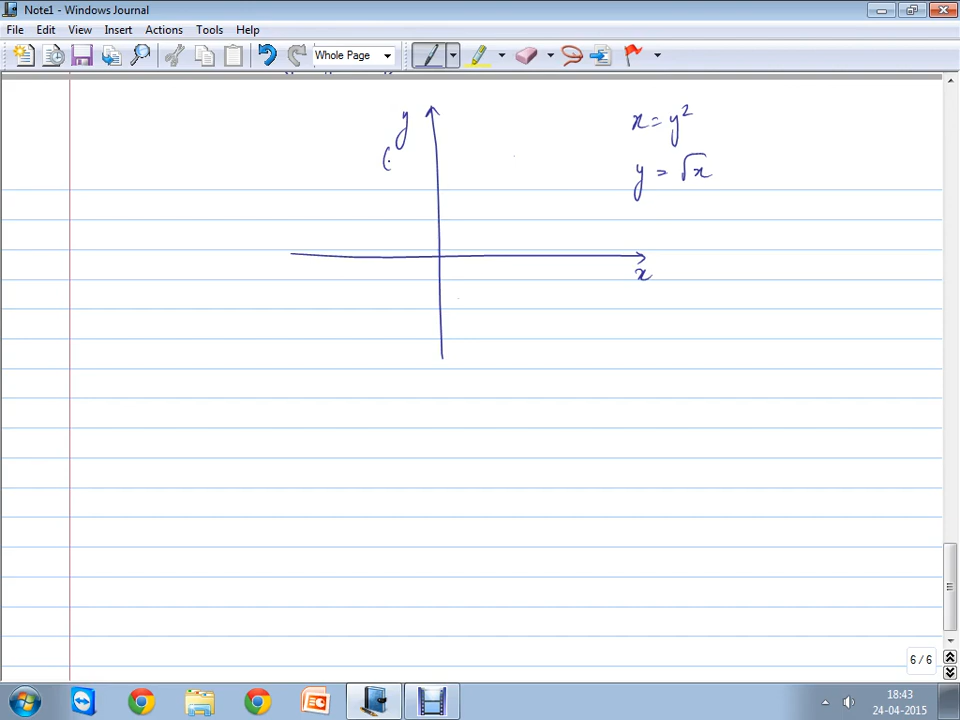 Note1 - Windows Journal
File Edit View Insert Actions Tools Help
Whole Page
y
(
x
x = y²
y = √x
6 / 6
18:43
24-04-2015